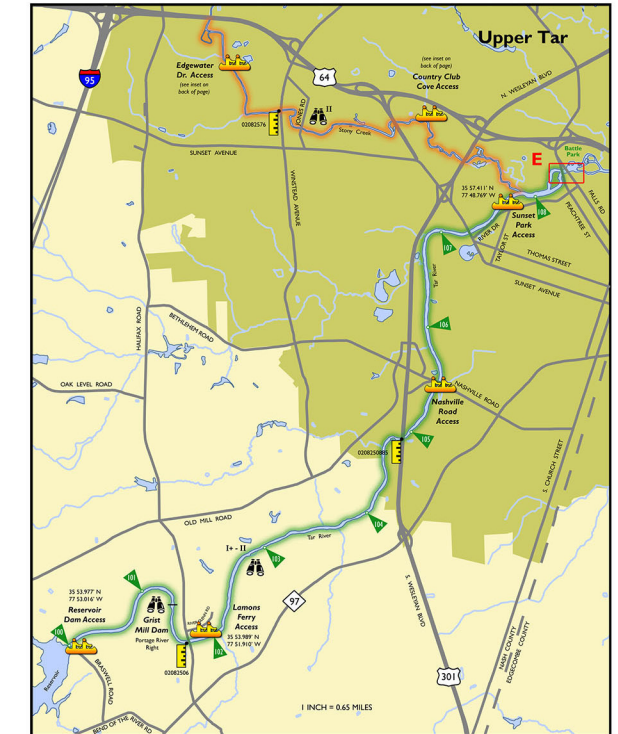 Upper Tar
95
Edgewater
Dr. Access
(see inset on
back of page)
64
(see inset on
back of page)
Country Club
Cove Access
N. WESLEYAN BLVD
JONES RD
II
02082576
Stony Creek
SUNSET AVENUE
WINSTEAD AVENUE
E
Battle
Park
35 57.411' N
77 48.769' W
108
FALLS RD
PEACHTREE ST
Sunset
Park
Access
RIVER DR
TAYLOR ST
107
THOMAS STREET
SUNSET AVENUE
Tar River
106
HALIFAX ROAD
BETHLEHEM ROAD
OAK LEVEL ROAD
NASHVILLE ROAD
Nashville
Road
Access
105
0208250885
S. CHURCH STREET
OLD MILL ROAD
104
Tar River
I+ - II
103
101
35 53.977' N
77 53.016' W
Reservoir
Dam Access
100
Grist
Mill Dam
Portage River
Right
Lamons
Ferry
Access
35 53.989' N
77 51.910' W
102
97
S. WESLEYAN BLVD
NASH COUNTY
EDGECOMBE COUNTY
02082506
301
Reservoir
BRASWELL ROAD
1 INCH = 0.65 MILES
BEND OF THE RIVER RD